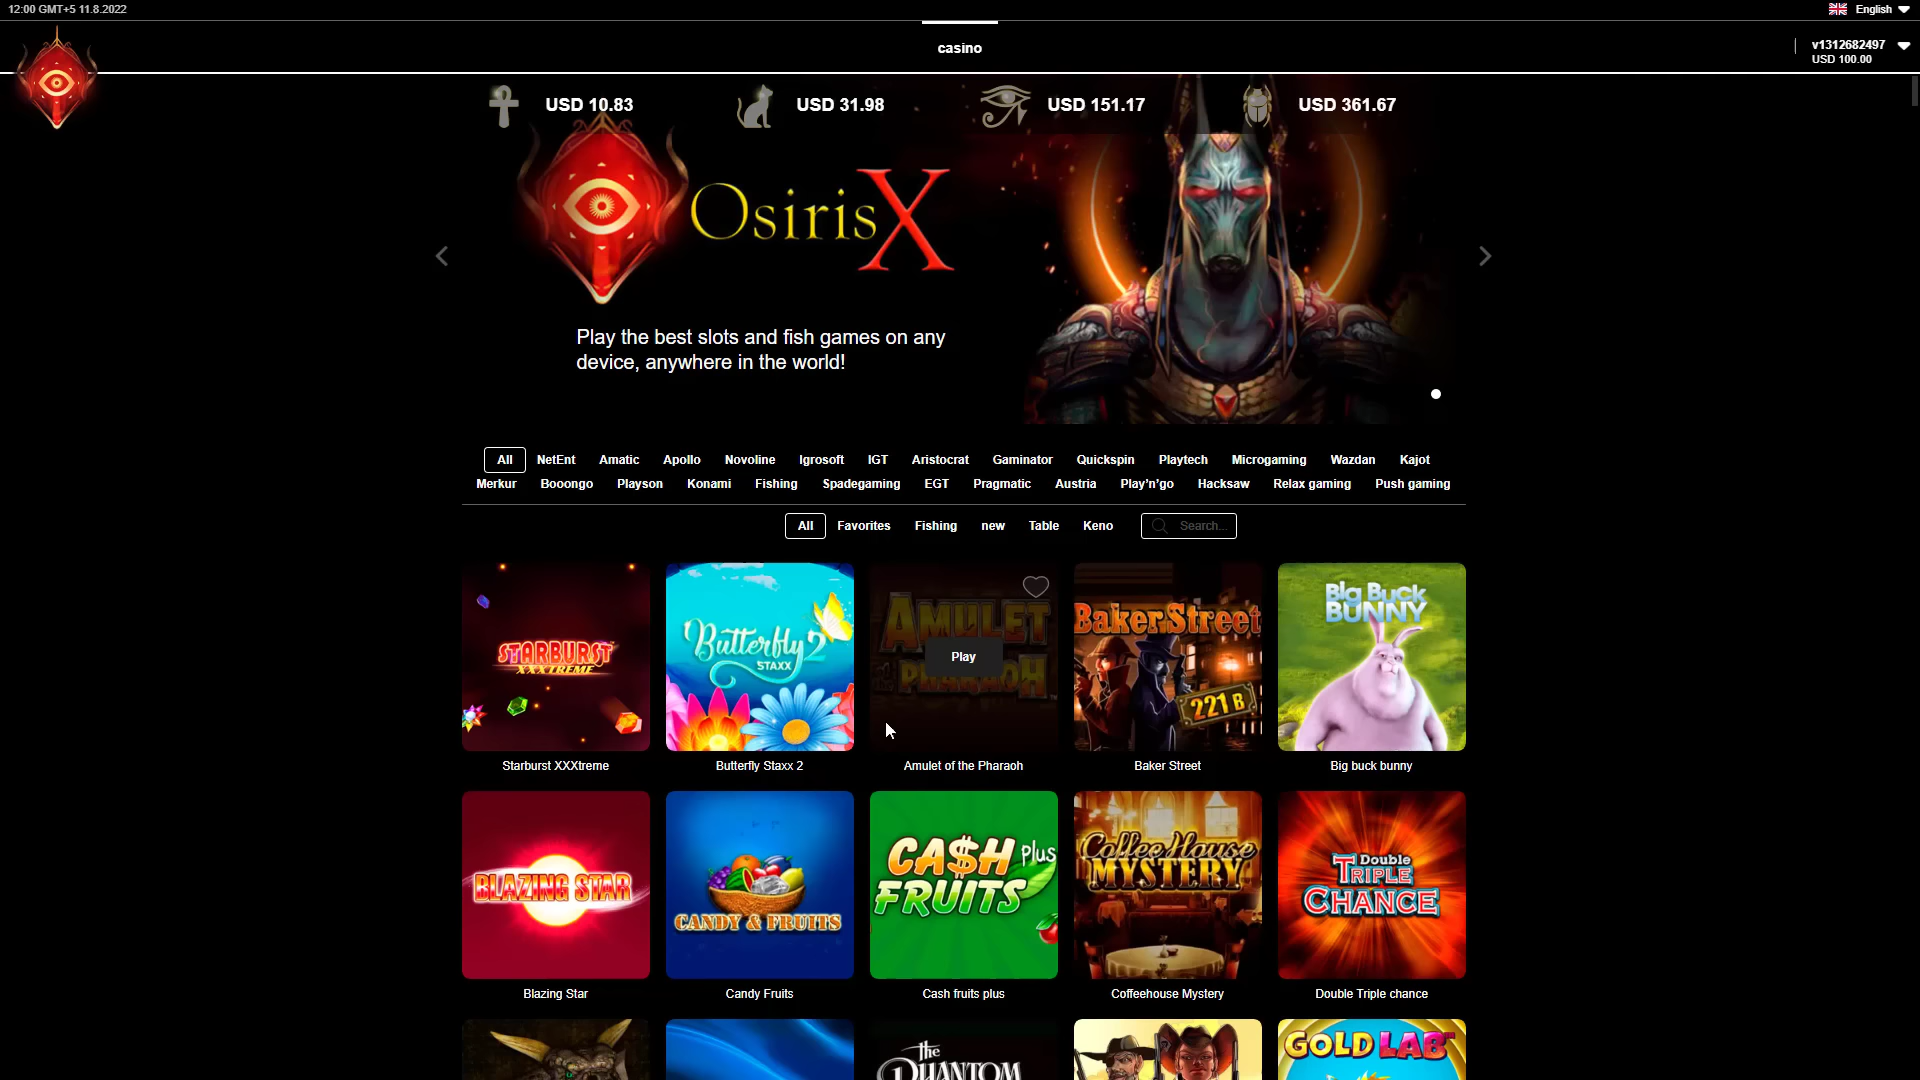 12:00 GMT+5 11.8.2022
English
casino
v1312682497
USD 100.00
USD 10.83 USD 31.98 USD 151.17 USD 361.67
OsirisX
Play the best slots and fish games on any
device, anywhere in the world!
All NetEnt Amatic Apollo Novoline Igrosoft IGT Aristocrat Gaminator Quickspin Playtech Microgaming Wazdan Kajot
Merkur Booongo Playson Konami Fishing Spadegaming EGT Pragmatic Austria Play’n’go Hacksaw Relax gaming Push gaming
All Favorites Fishing new Table Keno Search...
STARBURST
XXXTREME
Butterfly 2
STAXX
AMULET
PHARAOH
Play
Baker Street
221 B
Big Buck
BUNNY
Starburst XXXtreme Butterfly Staxx 2 Amulet of the Pharaoh Baker Street Big buck bunny
BLAZING STAR
CANDY & FRUITS
CA$H Plus
FRUITS
Coffee House
MYSTERY
Double
TRIPLE
CHANCE
Blazing Star Candy Fruits Cash fruits plus Coffeehouse Mystery Double Triple chance
the
PHANTOM
GOLD LAB